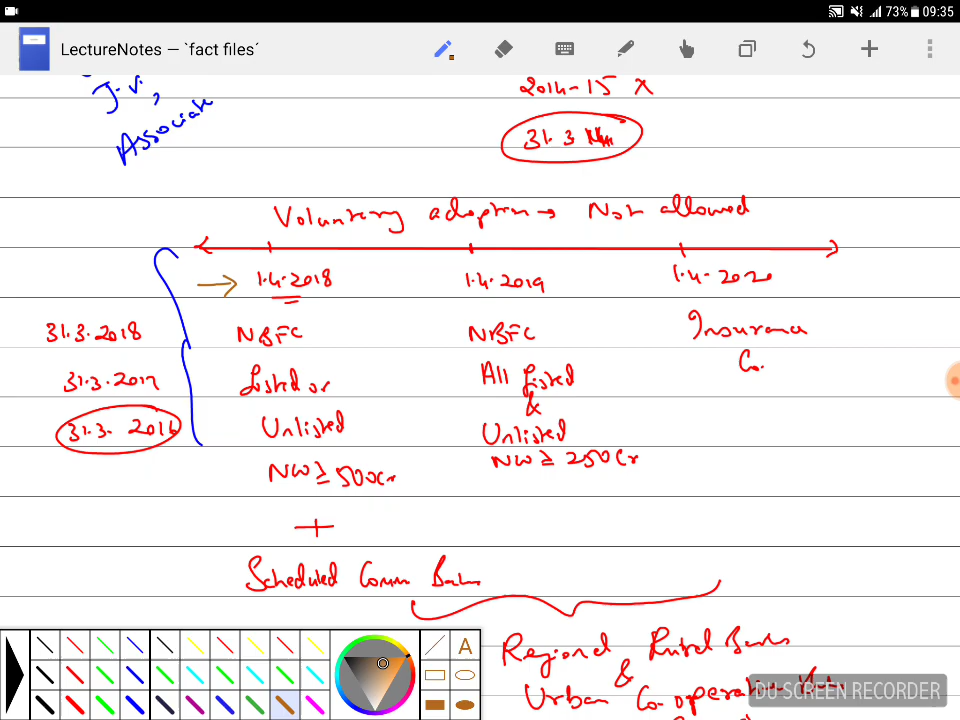 73% 09:35
LectureNotes — `fact files´
J.V.,
Associate
2014-15 X
31.3
Voluntary adoption → Not allowed
1.4.2018 1.4.2019 1.4.2020
31.3.2018 NBFC NBFC Insurance
Co.
31.3.2017 Listed or All Listed
&
31.3.2016 Unlisted Unlisted
NW ≥ 500Cr NW ≥ 250Cr
+
Scheduled Comm Banks
Regional Rural Banks
&
Urban Co-operative
A
DU SCREEN RECORDER